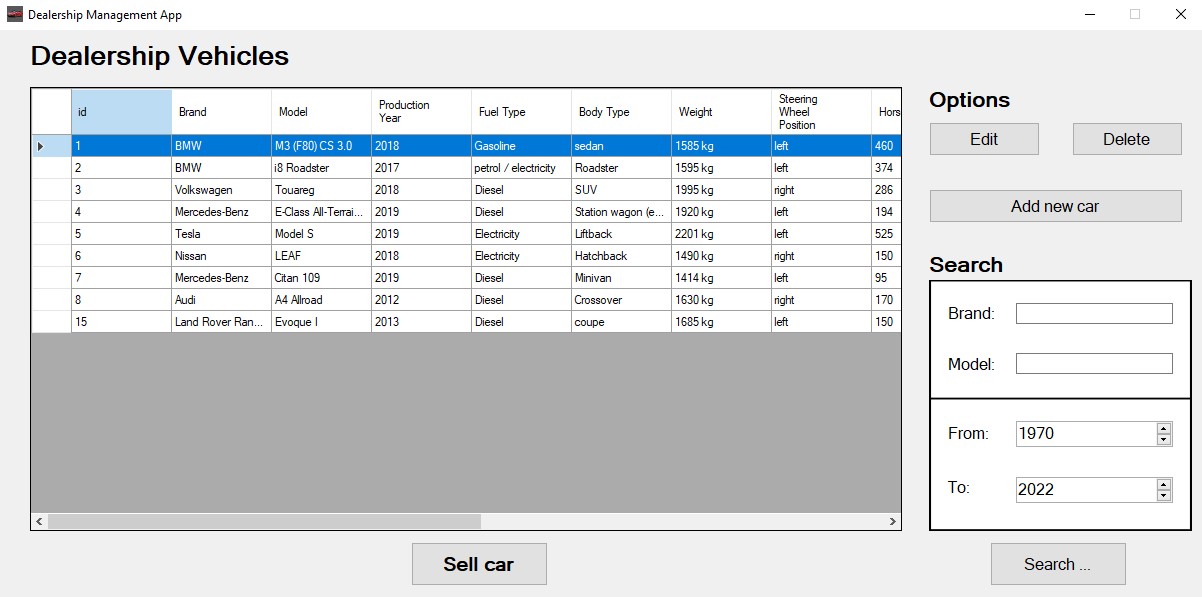 Dealership Management App
Dealership Vehicles
id Brand Model Production Year Fuel Type Body Type Weight Steering Wheel Position Hors
1 BMW M3 (F80) CS 3.0 2018 Gasoline sedan 1585 kg left 460
2 BMW i8 Roadster 2017 petrol / electricity Roadster 1595 kg left 374
3 Volkswagen Touareg 2018 Diesel SUV 1995 kg right 286
4 Mercedes-Benz E-Class All-Terrai... 2019 Diesel Station wagon (e... 1920 kg left 194
5 Tesla Model S 2019 Electricity Liftback 2201 kg left 525
6 Nissan LEAF 2018 Electricity Hatchback 1490 kg right 150
7 Mercedes-Benz Citan 109 2019 Diesel Minivan 1414 kg left 95
8 Audi A4 Allroad 2012 Diesel Crossover 1630 kg right 170
15 Land Rover Ran... Evoque I 2013 Diesel coupe 1685 kg left 150
Sell car
Options
Edit Delete
Add new car
Search
Brand:
Model:
From: 1970
To: 2022
Search ...